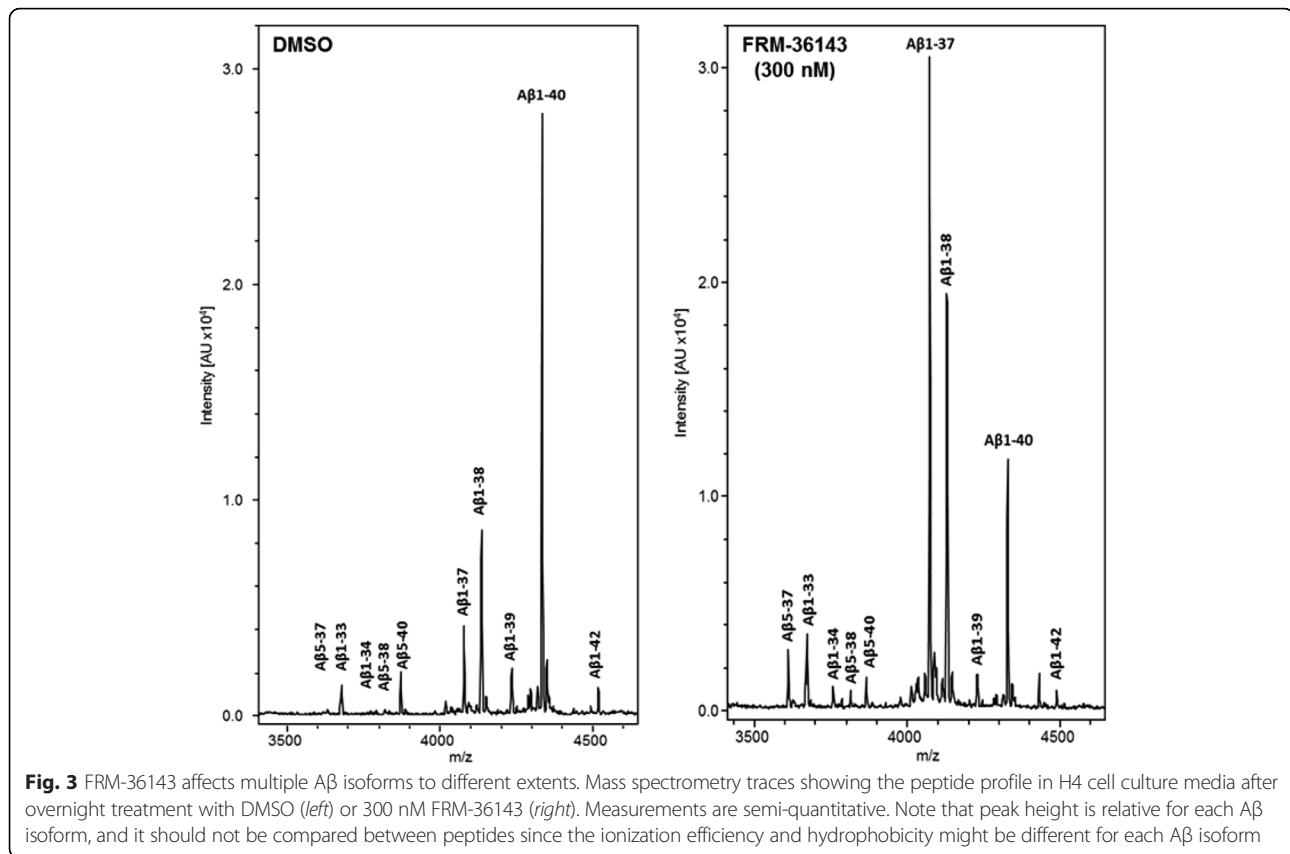 DMSO
Intensity [AU x10⁴]
3.0
2.0
1.0
0.0
Aβ5-37
Aβ1-33
Aβ1-34
Aβ5-38
Aβ5-40
Aβ1-37
Aβ1-38
Aβ1-39
Aβ1-40
Aβ1-42
3500 4000 4500
m/z
FRM-36143
(300 nM)
Intensity [AU x10⁴]
3.0
2.0
1.0
0.0
Aβ5-37
Aβ1-33
Aβ1-34
Aβ5-38
Aβ5-40
Aβ1-37
Aβ1-38
Aβ1-39
Aβ1-40
Aβ1-42
3500 4000 4500
m/z
Fig. 3 FRM-36143 affects multiple Aβ isoforms to different extents. Mass spectrometry traces showing the peptide profile in H4 cell culture media after
overnight treatment with DMSO (left) or 300 nM FRM-36143 (right). Measurements are semi-quantitative. Note that peak height is relative for each Aβ
isoform, and it should not be compared between peptides since the ionization efficiency and hydrophobicity might be different for each Aβ isoform